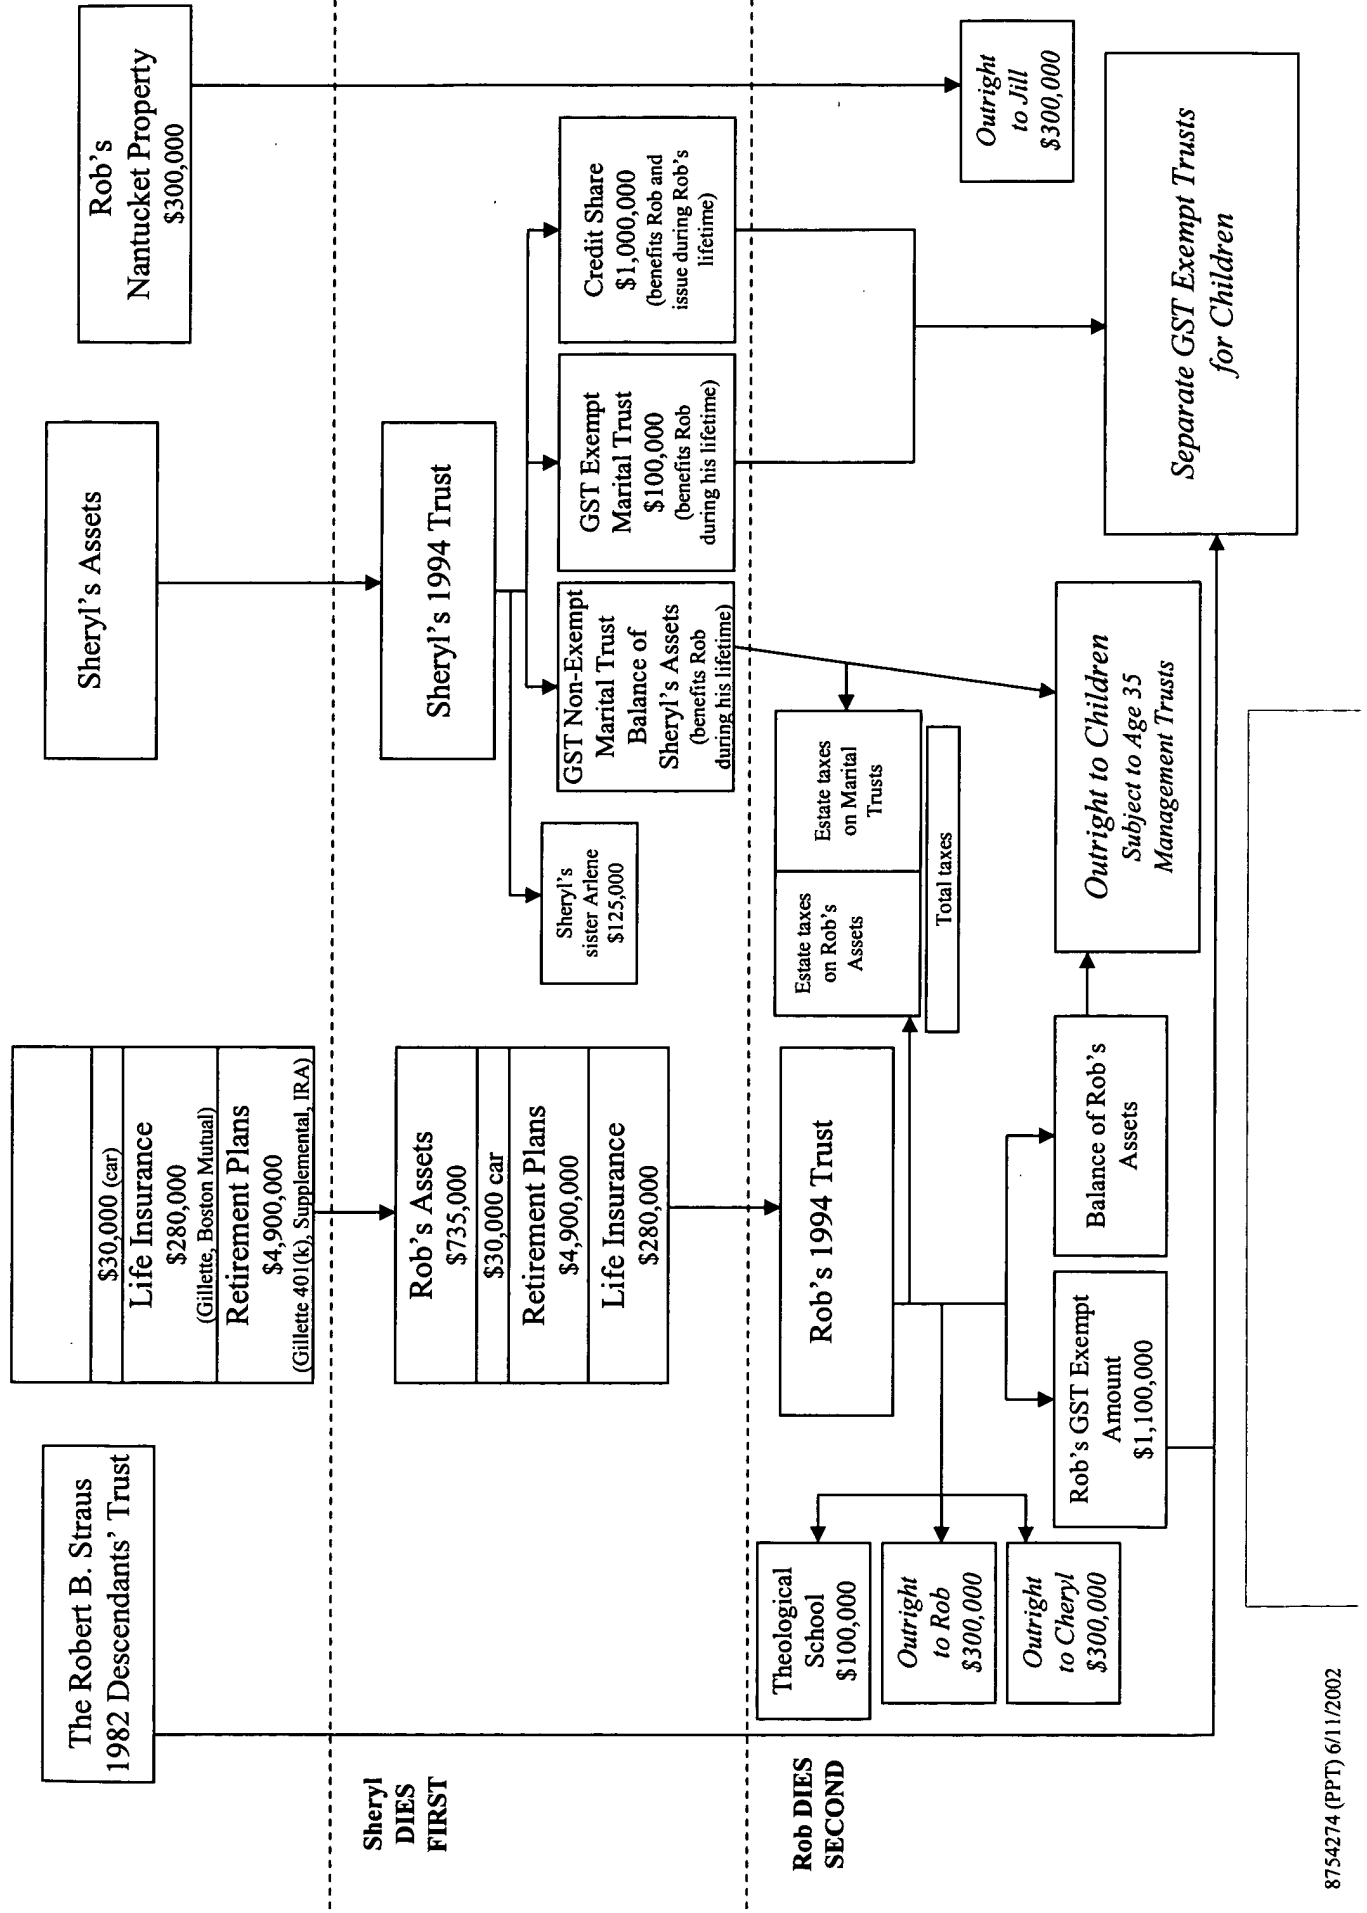 The Robert B. Straus
1982 Descendants' Trust
$30,000 (car)
Life Insurance
$280,000
(Gillette, Boston Mutual)
Retirement Plans
$4,900,000
(Gillette 401(k), Supplemental, IRA)
Sheryl's Assets
Rob's
Nantucket Property
$300,000
Sheryl
DIES
FIRST
Rob's Assets
$735,000
$30,000 car
Retirement Plans
$4,900,000
Life Insurance
$280,000
Sheryl's 1994 Trust
Sheryl's
sister Arlene
$125,000
GST Non-Exempt
Marital Trust
Balance of
Sheryl's Assets
(benefits Rob
during his lifetime)
GST Exempt
Marital Trust
$100,000
(benefits Rob
during his lifetime)
Credit Share
$1,000,000
(benefits Rob and
issue during Rob's
lifetime)
Rob DIES
SECOND
Theological
School
$100,000
Outright
to Rob
$300,000
Outright
to Cheryl
$300,000
Rob's 1994 Trust
Rob's GST Exempt
Amount
$1,100,000
Balance of Rob's
Assets
Estate taxes
on Rob's
Assets
Estate taxes
on Marital
Trusts
Total taxes
Outright to Children
Subject to Age 35
Management Trusts
Outright
to Jill
$300,000
Separate GST Exempt Trusts
for Children
8754274 (PPT) 6/11/2002